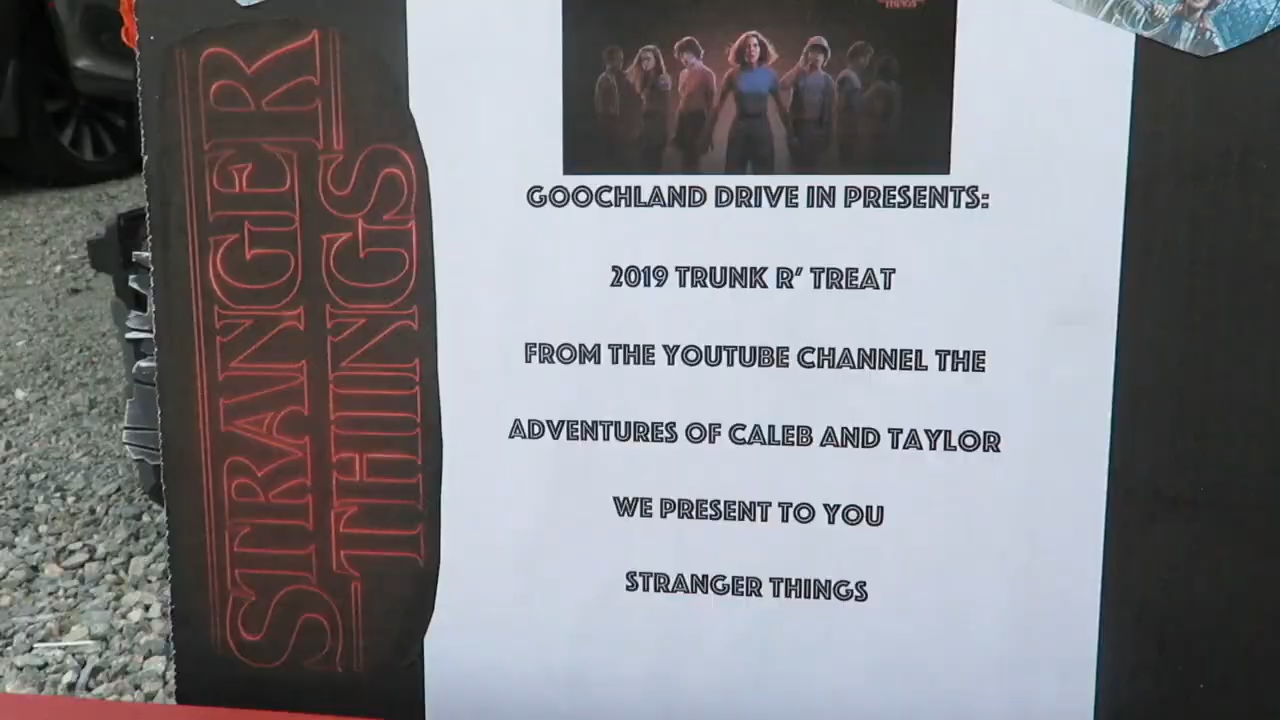 STRANGER
THINGS
THINGS
GOOCHLAND DRIVE IN PRESENTS:
2019 TRUNK R' TREAT
FROM THE YOUTUBE CHANNEL THE
ADVENTURES OF CALEB AND TAYLOR
WE PRESENT TO YOU
STRANGER THINGS